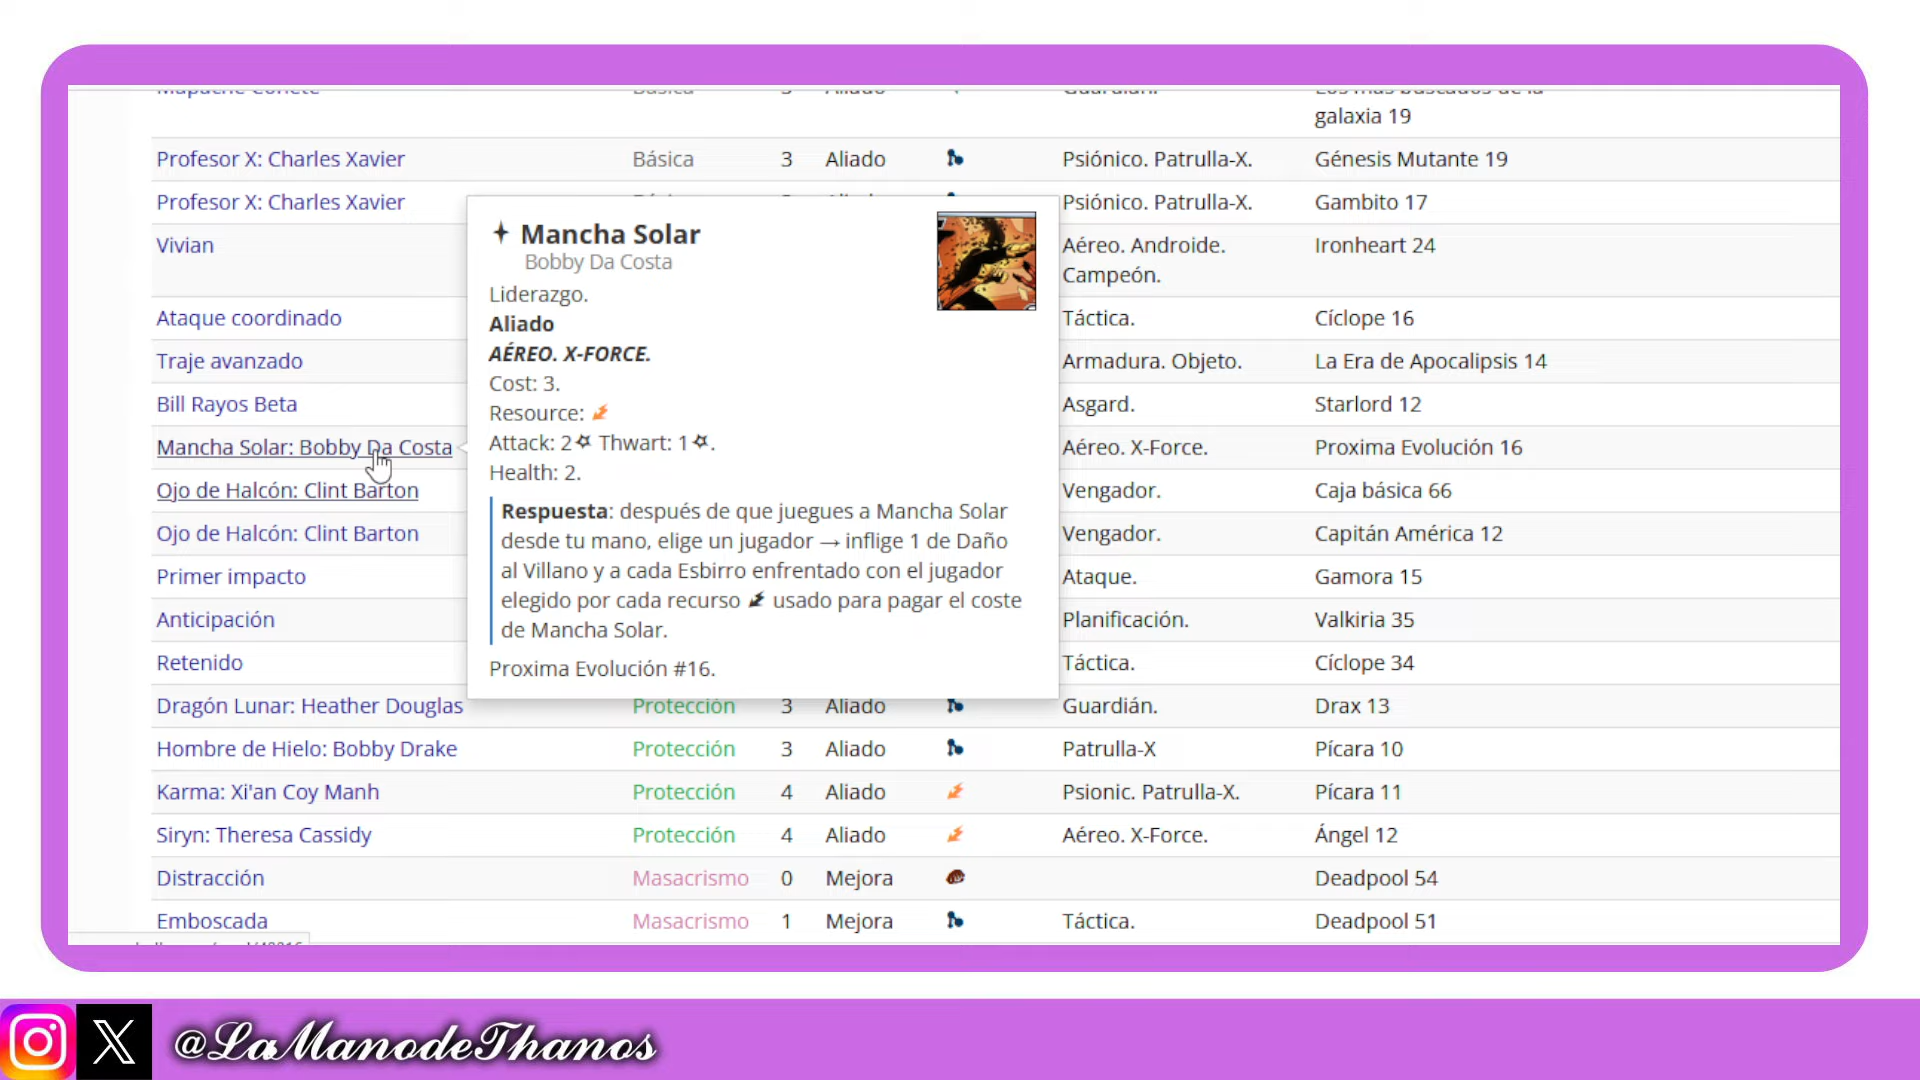 galaxia 19
Profesor X: Charles Xavier Básica 3 Aliado Psiónico. Patrulla-X. Génesis Mutante 19
Profesor X: Charles Xavier Psiónico. Patrulla-X. Gambito 17
Vivian Aéreo. Androide. Ironheart 24
Campeón.
Ataque coordinado Táctica. Cíclope 16
Traje avanzado Armadura. Objeto. La Era de Apocalipsis 14
Bill Rayos Beta Asgard. Starlord 12
Mancha Solar: Bobby Da Costa Aéreo. X-Force. Proxima Evolución 16
Ojo de Halcón: Clint Barton Vengador. Caja básica 66
Ojo de Halcón: Clint Barton Vengador. Capitán América 12
Primer impacto Ataque. Gamora 15
Anticipación Planificación. Valkiria 35
Retenido Táctica. Cíclope 34
Dragón Lunar: Heather Douglas Protección 3 Aliado Guardián. Drax 13
Hombre de Hielo: Bobby Drake Protección 3 Aliado Patrulla-X Pícara 10
Karma: Xi'an Coy Manh Protección 4 Aliado Psionic. Patrulla-X. Pícara 11
Siryn: Theresa Cassidy Protección 4 Aliado Aéreo. X-Force. Ángel 12
Distracción Masacrismo 0 Mejora Deadpool 54
Emboscada Masacrismo 1 Mejora Táctica. Deadpool 51
Mancha Solar
Bobby Da Costa
Liderazgo.
Aliado
AÉREO. X-FORCE.
Cost: 3.
Resource:
Attack: 2 Thwart: 1.
Health: 2.
Respuesta: después de que juegues a Mancha Solar
desde tu mano, elige un jugador → inflige 1 de Daño
al Villano y a cada Esbirro enfrentado con el jugador
elegido por cada recurso usado para pagar el coste
de Mancha Solar.
Proxima Evolución #16.
@LaManodeThanos